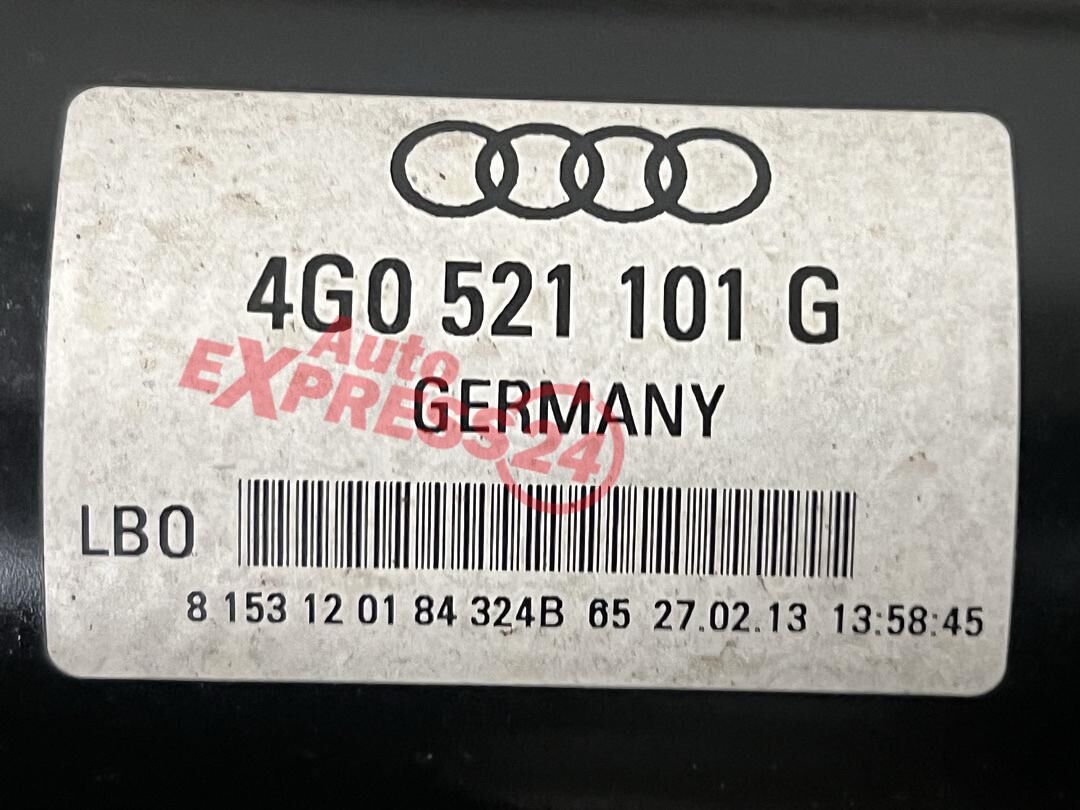 4G0 521 101 G
Auto
EXPRESS24
GERMANY
LB0
8 153 12 01 84 324B 65 27.02.13 13:58:45